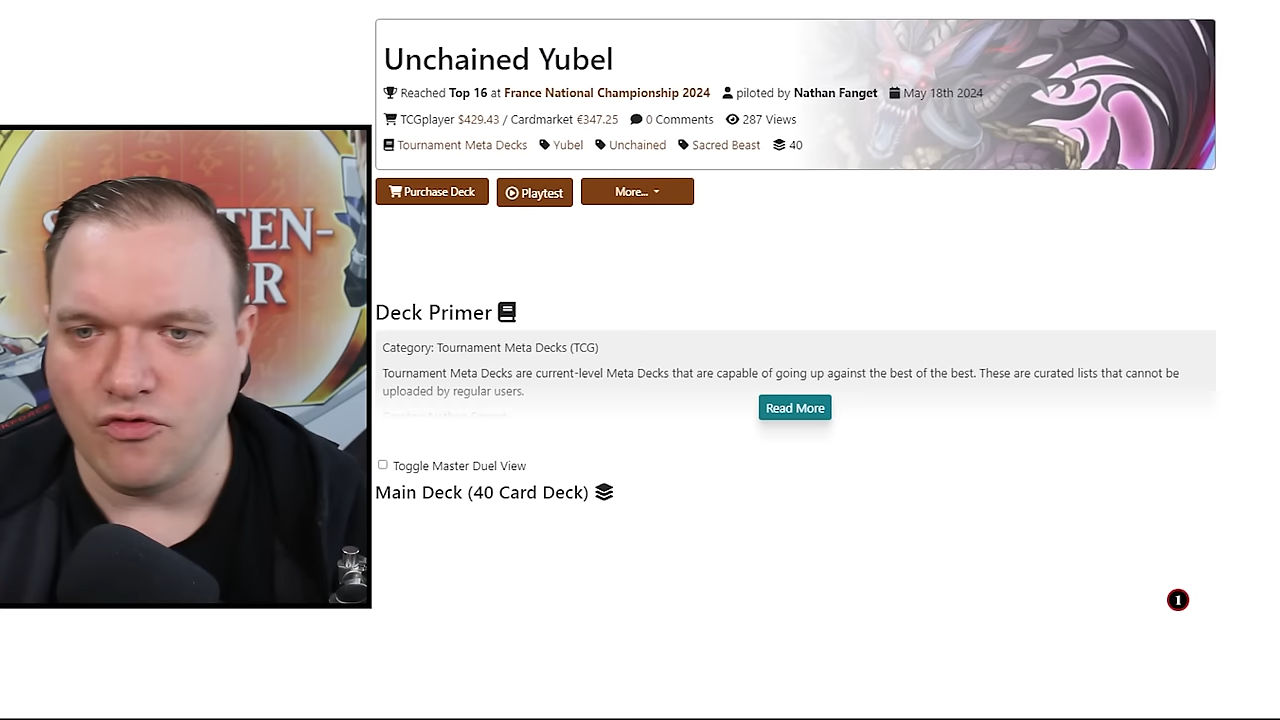 Unchained Yubel
Reached Top 16 at France National Championship 2024 piloted by Nathan Fanget May 18th 2024
TCGplayer $429.43 / Cardmarket €347.25 0 Comments 287 Views
Tournament Meta Decks Yubel Unchained Sacred Beast 40
Purchase Deck Playtest More...
TEN-
ER
Deck Primer
Category: Tournament Meta Decks (TCG)
Tournament Meta Decks are current-level Meta Decks that are capable of going up against the best of the best. These are curated lists that cannot be
uploaded by regular users.
Read More
Toggle Master Duel View
Main Deck (40 Card Deck)
1